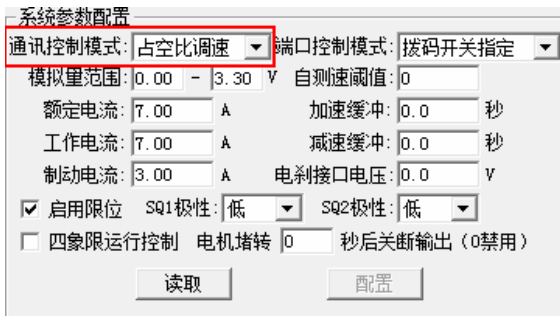 系统参数配置
通讯控制模式: 占空比调速 端口控制模式: 拨码开关指定
模拟量范围: 0.00 - 3.30 V 自测速阈值: 0
额定电流: 7.00 A 加速缓冲: 0.0 秒
工作电流: 7.00 A 减速缓冲: 0.0 秒
制动电流: 3.00 A 电刹接口电压: 0.0 V
启用限位 SQ1极性: 低 SQ2极性: 低
四象限运行控制 电机堵转 0 秒后关断输出（0禁用）
读取 配置